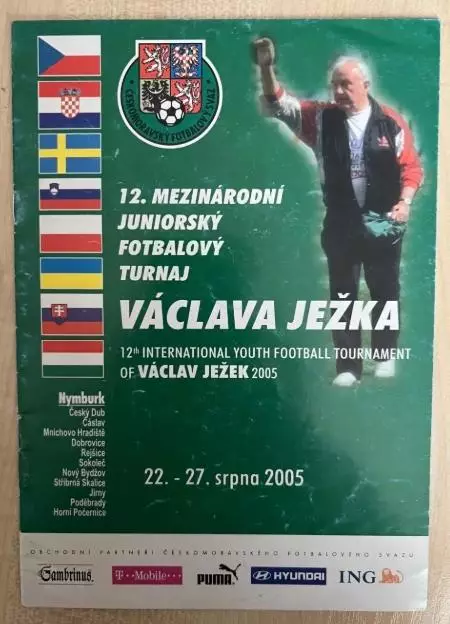 ČESKOMORAVSKÝ FOTBALOVÝ SVAZ
12. MEZINÁRODNÍ
JUNIORSKÝ
FOTBALOVÝ
TURNAJ
VÁCLAVA JEŽKA
12th INTERNATIONAL YOUTH FOOTBALL TOURNAMENT
OF VÁCLAV JEŽEK 2005
Nymburk
Český Dub
Čáslav
Mnichovo Hradiště
Dobrovice
Rejšice
Sokoleč
Nový Bydžov
Stříbrná Skalice
Jirny
Poděbrady
Horní Počernice
22. - 27. srpna 2005
OBCHODNÍ PARTNEŘI ČESKOMORAVSKÉHO FOTBALOVÉHO SVAZU
Gambrinus
T-Mobile
PUMA
HYUNDAI
ING